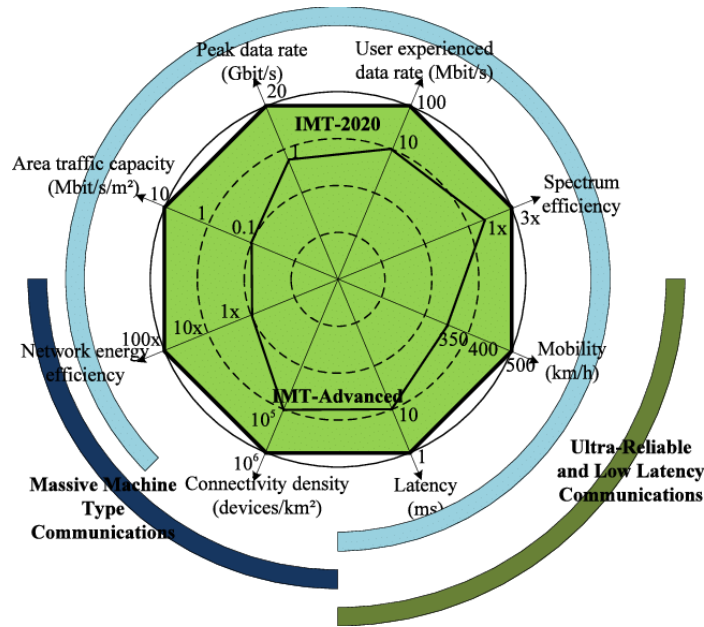 Peak data rate
(Gbit/s)
User experienced
data rate (Mbit/s)
20
100
IMT-2020
1
10
Area traffic capacity
(Mbit/s/m²)
10
1
0.1
Spectrum
efficiency
3x
1x
1x
10x
100x
Network energy
efficiency
350
400
500
Mobility
(km/h)
IMT-Advanced
10⁵
10
10⁶
1
Connectivity density
(devices/km²)
Latency
(ms)
Massive Machine
Type
Communications
Ultra-Reliable
and Low Latency
Communications